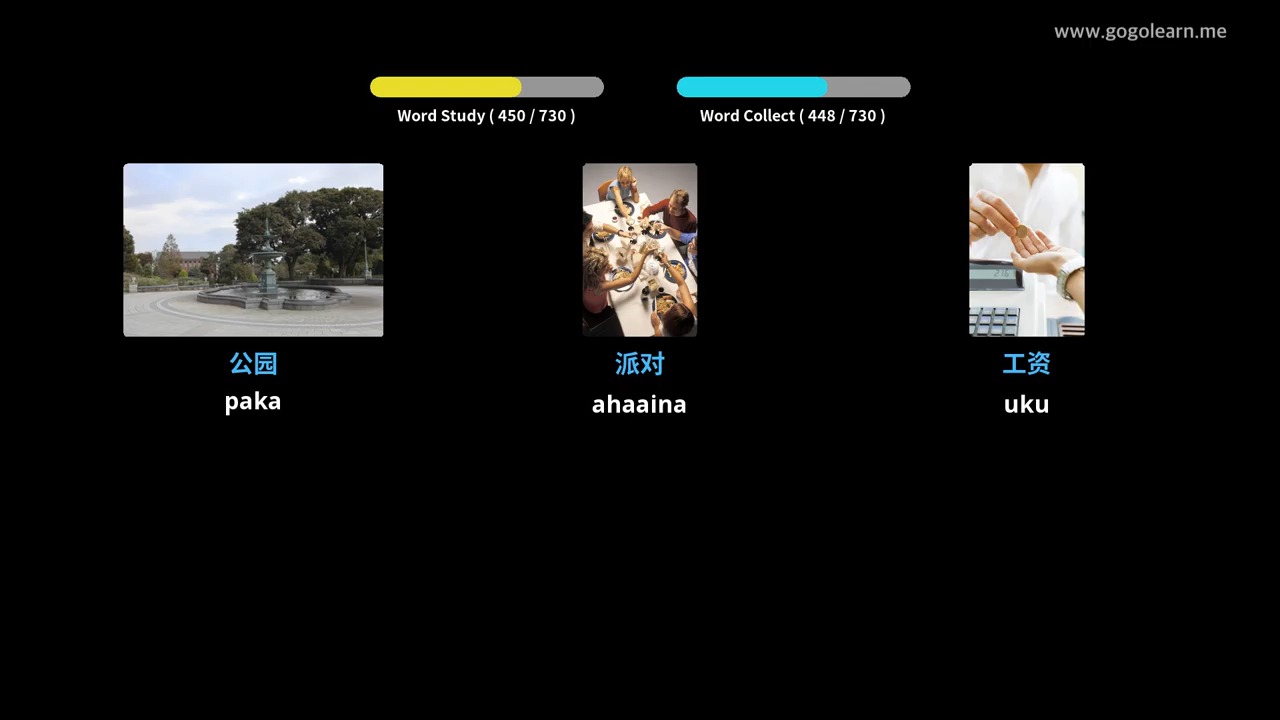 www.gogolearn.me
Word Study ( 450 / 730 )
Word Collect ( 448 / 730 )
公园
派对
工资
paka
ahaaina
uku